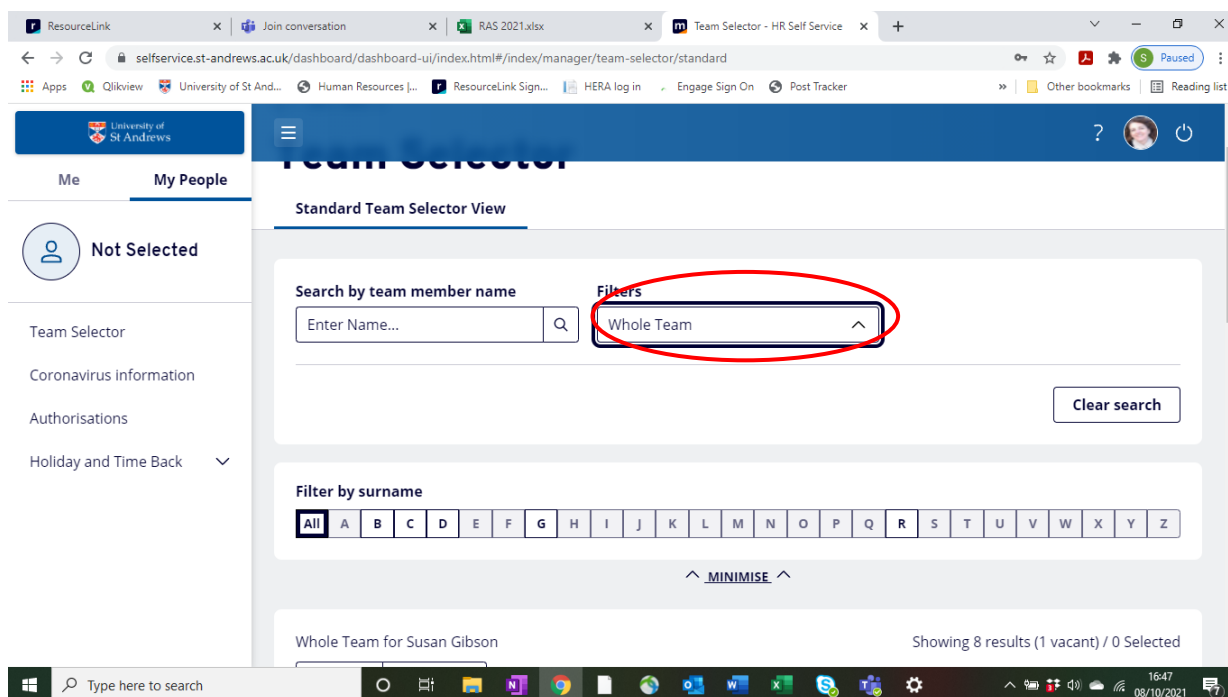 ResourceLink
Join conversation
RAS 2021.xlsx
Team Selector - HR Self Service
selfservice.st-andrews.ac.uk/dashboard/dashboard-ui/index.html#/index/manager/team-selector/standard
S Paused
Apps Qlikview University of St And... Human Resources |... ResourceLink Sign... HERA log in Engage Sign On Post Tracker » Other bookmarks Reading list
University of
St Andrews
?
Team Selector
Me My People
Standard Team Selector View
Not Selected
Search by team member name Filters
Enter Name... Whole Team
Team Selector
Coronavirus information
Authorisations
Holiday and Time Back
Clear search
Filter by surname
All A B C D E F G H I J K L M N O P Q R S T U V W X Y Z
MINIMISE
Whole Team for Susan Gibson Showing 8 results (1 vacant) / 0 Selected
Type here to search
16:47
08/10/2021